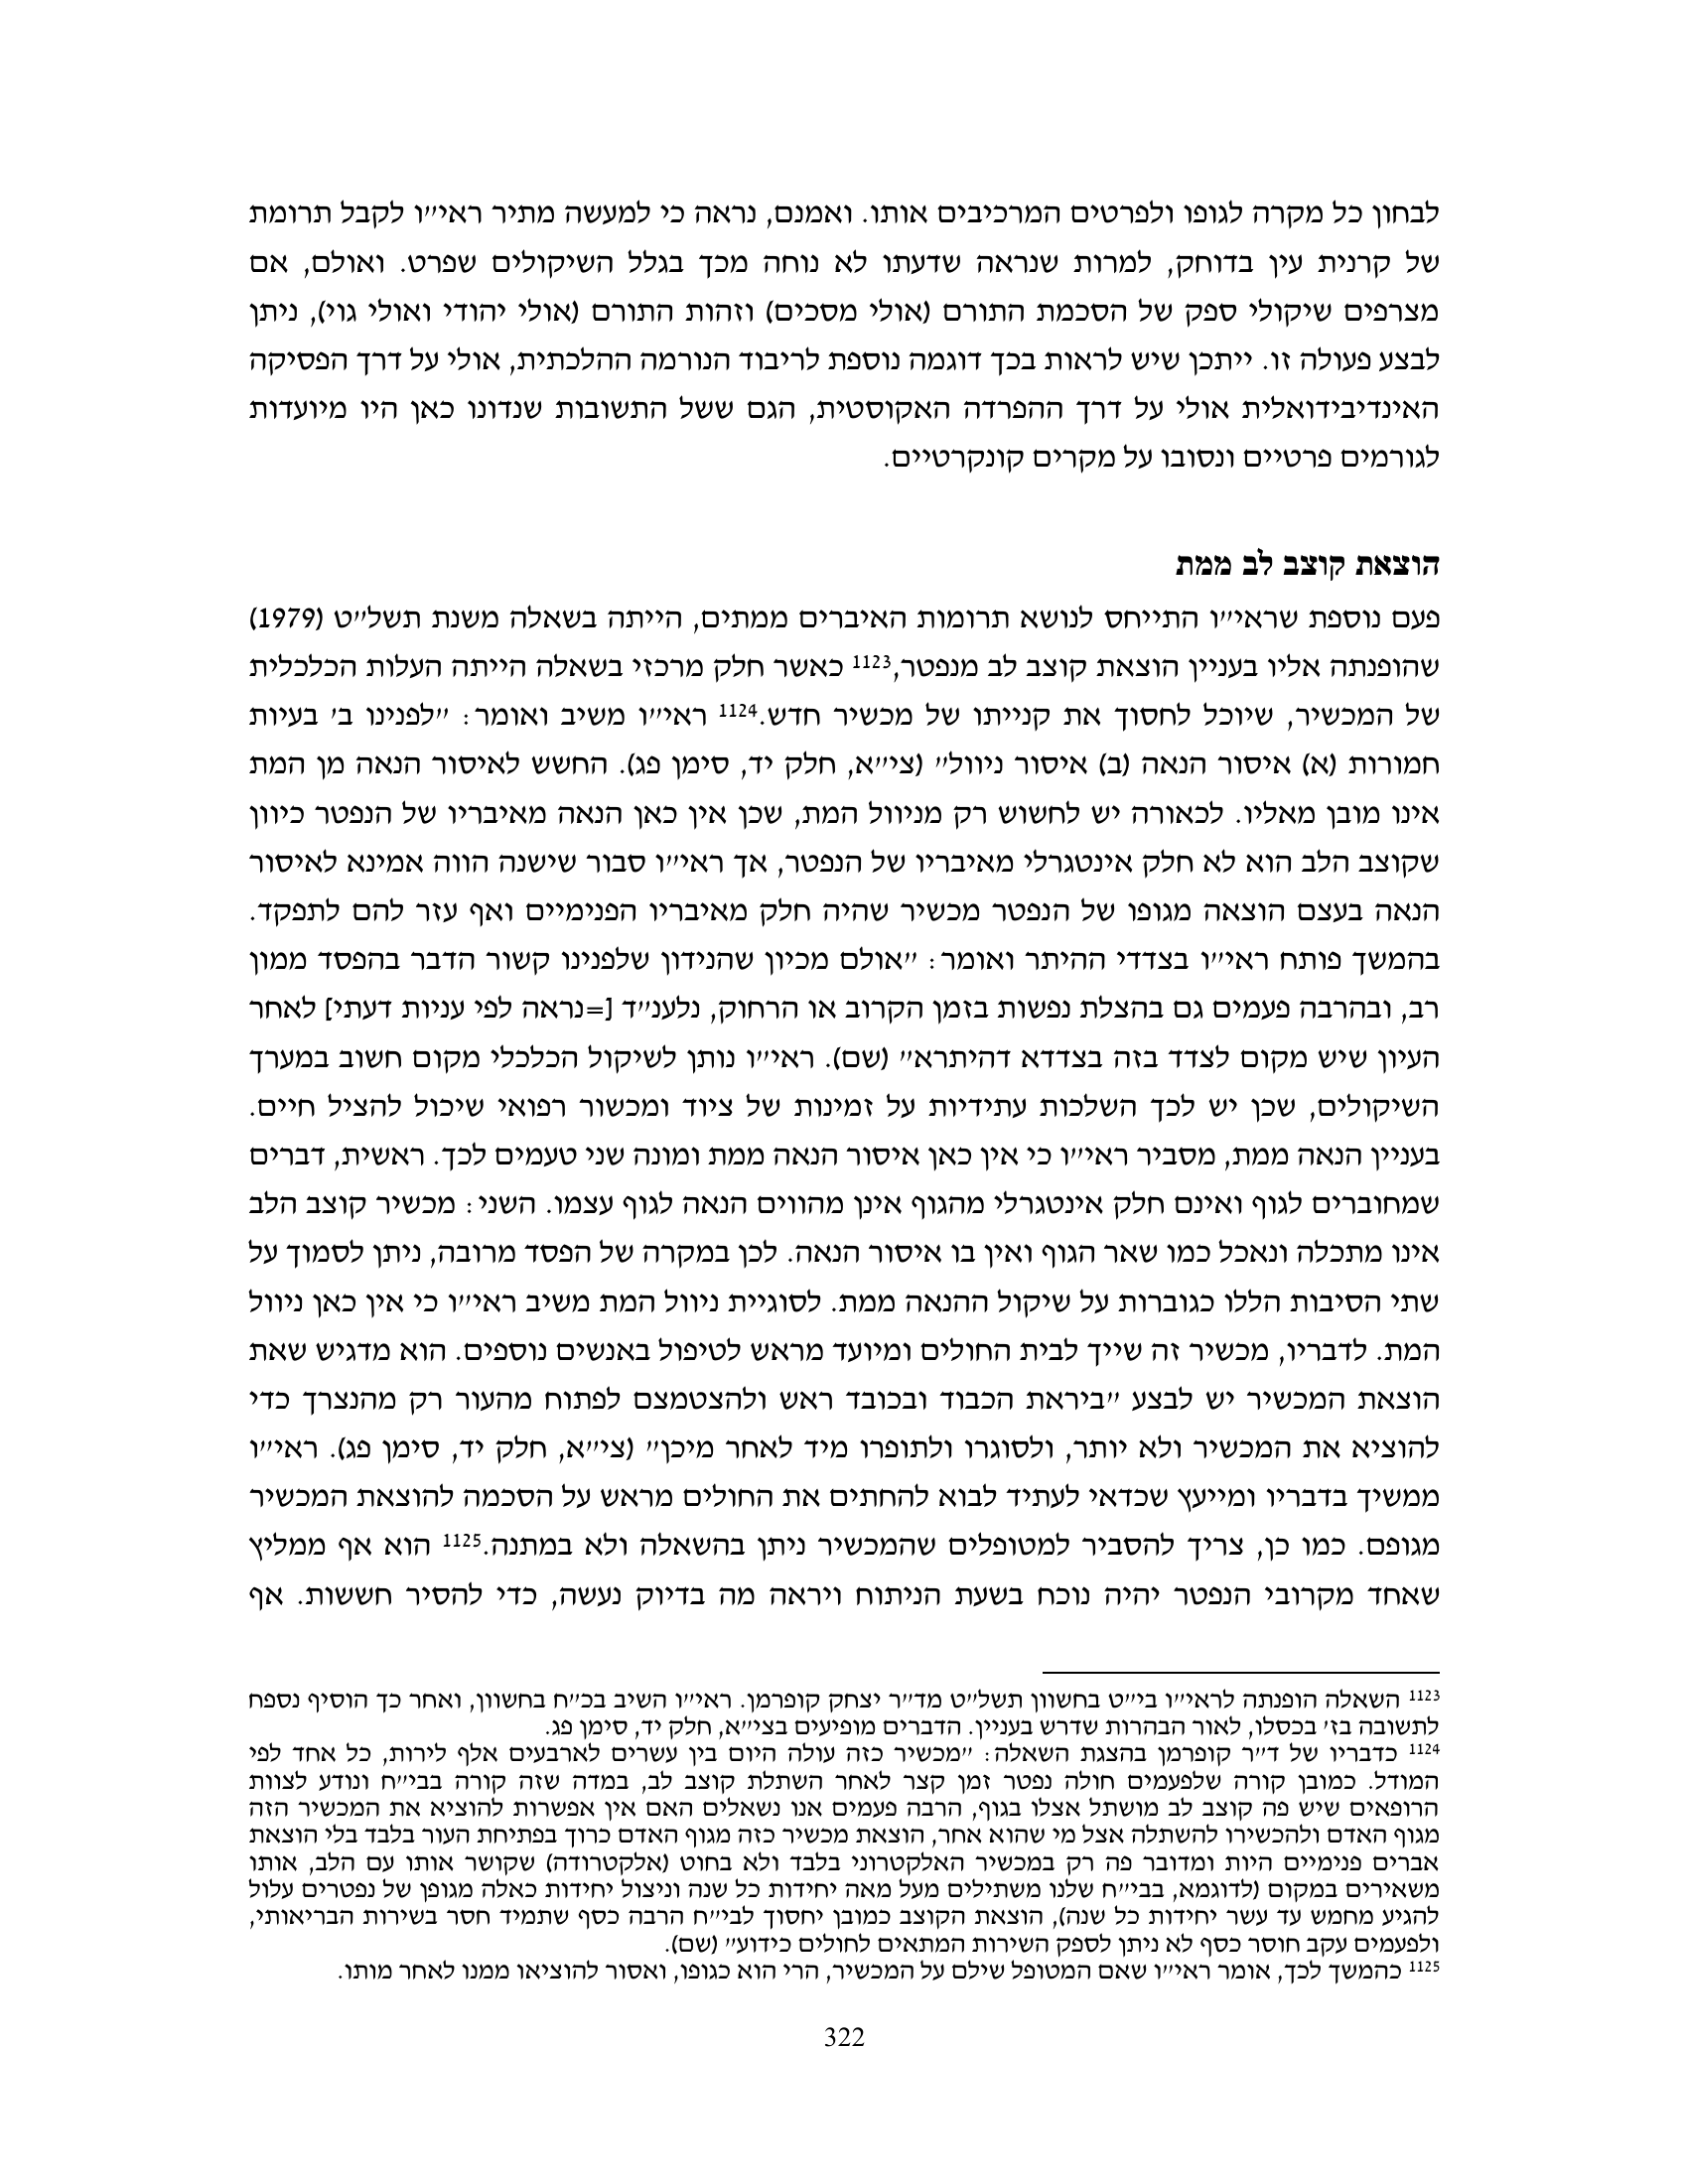 לבחון כל מקרה לגופו ולפרטים המרכיבים אותו. ואמנם, נראה כי למעשה מתיר ראי״ו לקבל תרומת
של קרנית עין בדוחק, למרות שנראה שדעתו לא נוחה מכך בגלל השיקולים שפרט. ואולם, אם
מצרפים שיקולי ספק של הסכמת התורם (אולי מסכים) וזהות התורם (אולי יהודי ואולי גוי), ניתן
לבצע פעולה זו. ייתכן שיש לראות בכך דוגמה נוספת לריבוד הנורמה ההלכתית, אולי על דרך הפסיקה
האינדיבידואלית אולי על דרך ההפרדה האקוסטית, הגם ששל התשובות שנדונו כאן היו מיועדות
לגורמים פרטיים ונסובו על מקרים קונקרטיים.
הוצאת קוצב לב ממת
פעם נוספת שראי״ו התייחס לנושא תרומות האיברים ממתים, הייתה בשאלה משנת תשל״ט (1979)
שהופנתה אליו בעניין הוצאת קוצב לב מנפטר,1123 כאשר חלק מרכזי בשאלה הייתה העלות הכלכלית
של המכשיר, שיוכל לחסוך את קנייתו של מכשיר חדש.1124 ראי״ו משיב ואומר: ״לפנינו ב׳ בעיות
חמורות (א) איסור הנאה (ב) איסור ניוול״ (צי״א, חלק יד, סימן פג). החשש לאיסור הנאה מן המת
אינו מובן מאליו. לכאורה יש לחשוש רק מניוול המת, שכן אין כאן הנאה מאיבריו של הנפטר כיוון
שקוצב הלב הוא לא חלק אינטגרלי מאיבריו של הנפטר, אך ראי״ו סבור שישנה הווה אמינא לאיסור
הנאה בעצם הוצאה מגופו של הנפטר מכשיר שהיה חלק מאיבריו הפנימיים ואף עזר להם לתפקד.
בהמשך פותח ראי״ו בצדדי ההיתר ואומר: ״אולם מכיון שהנידון שלפנינו קשור הדבר בהפסד ממון
רב, ובהרבה פעמים גם בהצלת נפשות בזמן הקרוב או הרחוק, נלענ״ד [=נראה לפי עניות דעתי] לאחר
העיון שיש מקום לצדד בזה בצדדא דהיתרא״ (שם). ראי״ו נותן לשיקול הכלכלי מקום חשוב במערך
השיקולים, שכן יש לכך השלכות עתידיות על זמינות של ציוד ומכשור רפואי שיכול להציל חיים.
בעניין הנאה ממת, מסביר ראי״ו כי אין כאן איסור הנאה ממת ומונה שני טעמים לכך. ראשית, דברים
שמחוברים לגוף ואינם חלק אינטגרלי מהגוף אינן מהווים הנאה לגוף עצמו. השני: מכשיר קוצב הלב
אינו מתכלה ונאכל כמו שאר הגוף ואין בו איסור הנאה. לכן במקרה של הפסד מרובה, ניתן לסמוך על
שתי הסיבות הללו כגוברות על שיקול ההנאה ממת. לסוגיית ניוול המת משיב ראי״ו כי אין כאן ניוול
המת. לדבריו, מכשיר זה שייך לבית החולים ומיועד מראש לטיפול באנשים נוספים. הוא מדגיש שאת
הוצאת המכשיר יש לבצע ״ביראת הכבוד ובכובד ראש ולהצטמצם לפתוח מהעור רק מהנצרך כדי
להוציא את המכשיר ולא יותר, ולסוגרו ולתופרו מיד לאחר מיכן״ (צי״א, חלק יד, סימן פג). ראי״ו
ממשיך בדבריו ומייעץ שכדאי לעתיד לבוא להחתים את החולים מראש על הסכמה להוצאת המכשיר
מגופם. כמו כן, צריך להסביר למטופלים שהמכשיר ניתן בהשאלה ולא במתנה.1125 הוא אף ממליץ
שאחד מקרובי הנפטר יהיה נוכח בשעת הניתוח ויראה מה בדיוק נעשה, כדי להסיר חששות. אף
1123 השאלה הופנתה לראי״ו בי״ט בחשוון תשל״ט מד״ר יצחק קופרמן. ראי״ו השיב בכ״ח בחשוון, ואחר כך הוסיף נספח
לתשובה בז׳ בכסלו, לאור הבהרות שדרש בעניין. הדברים מופיעים בצי״א, חלק יד, סימן פג.
1124 כדבריו של ד״ר קופרמן בהצגת השאלה: ״מכשיר כזה עולה היום בין עשרים לארבעים אלף לירות, כל אחד לפי
המודל. כמובן קורה שלפעמים חולה נפטר זמן קצר לאחר השתלת קוצב לב, במדה שזה קורה בבי״ח ונודע לצוות
הרופאים שיש פה קוצב לב מושתל אצלו בגוף, הרבה פעמים אנו נשאלים האם אין אפשרות להוציא את המכשיר הזה
מגוף האדם ולהכשירו להשתלה אצל מי שהוא אחר, הוצאת מכשיר כזה מגוף האדם כרוך בפתיחת העור בלבד בלי הוצאת
אברים פנימיים היות ומדובר פה רק במכשיר האלקטרוני בלבד ולא בחוט (אלקטרודה) שקושר אותו עם הלב, אותו
משאירים במקום (לדוגמא, בבי״ח שלנו משתילים מעל מאה יחידות כל שנה וניצול יחידות כאלה מגופן של נפטרים עלול
להגיע מחמש עד עשר יחידות כל שנה), הוצאת הקוצב כמובן יחסוך לבי״ח הרבה כסף שתמיד חסר בשירות הבריאותי,
ולפעמים עקב חוסר כסף לא ניתן לספק השירות המתאים לחולים כידוע״ (שם).
1125 כהמשך לכך, אומר ראי״ו שאם המטופל שילם על המכשיר, הרי הוא כגופו, ואסור להוציאו ממנו לאחר מותו.
322